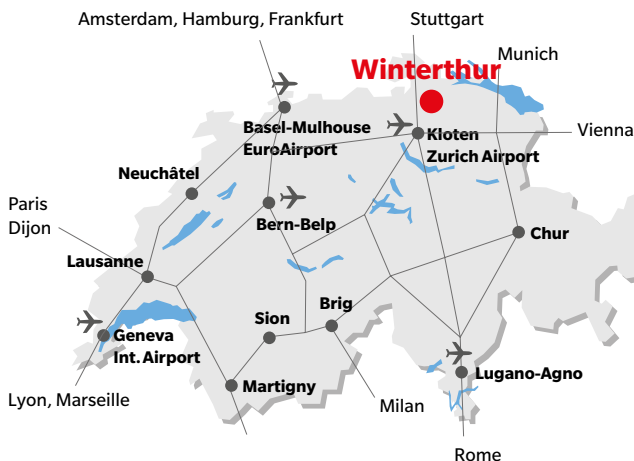 Amsterdam, Hamburg, Frankfurt
Stuttgart
Munich
Winterthur
Basel-Mulhouse
EuroAirport
Kloten
Zurich Airport
Vienna
Neuchâtel
Paris
Dijon
Bern-Belp
Chur
Lausanne
Geneva
Int. Airport
Sion
Brig
Martigny
Lugano-Agno
Lyon, Marseille
Milan
Rome